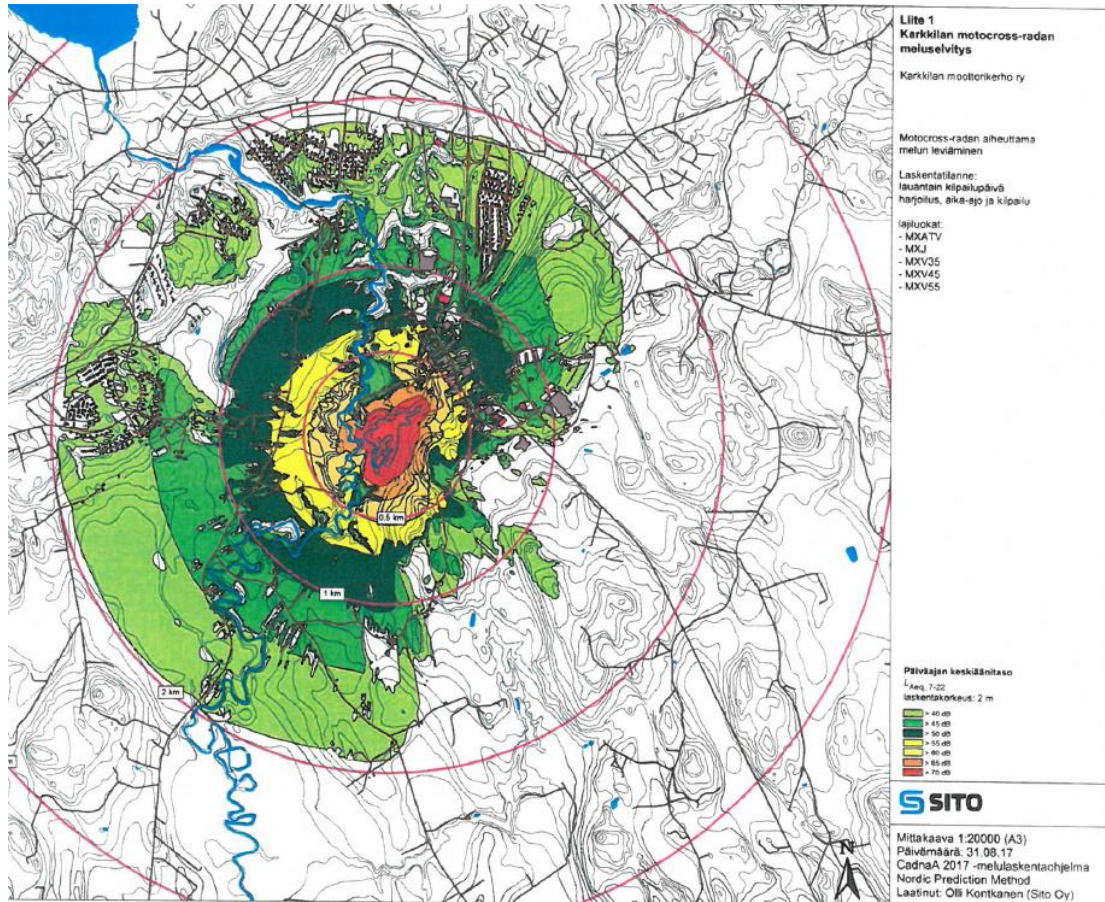 Liite 1
Karkkilan motocross-radan
meluselvitys
Karkkilan moottorikerho ry
Motocross-radan aiheuttama
melun leviäminen
Laskentatilanne:
lauantain kilpailupäivä
harjoitus, aika-ajo ja kilpailu
lajiluokat:
- MXATV
- MXJ
- MXV35
- MXV45
- MXV55
0,5 km
1 km
2 km
Päiväajan keskiäänitaso
LAeq, 7-22
laskentakorkeus: 2 m
> 40 dB
> 45 dB
> 50 dB
> 55 dB
> 60 dB
> 65 dB
> 70 dB
SITO
N
Mittakaava 1:20000 (A3)
Päivämäärä: 31.08.17
CadnaA 2017 -melulaskentaohjelma
Nordic Prediction Method
Laatinut: Olli Kontkanen (Sito Oy)